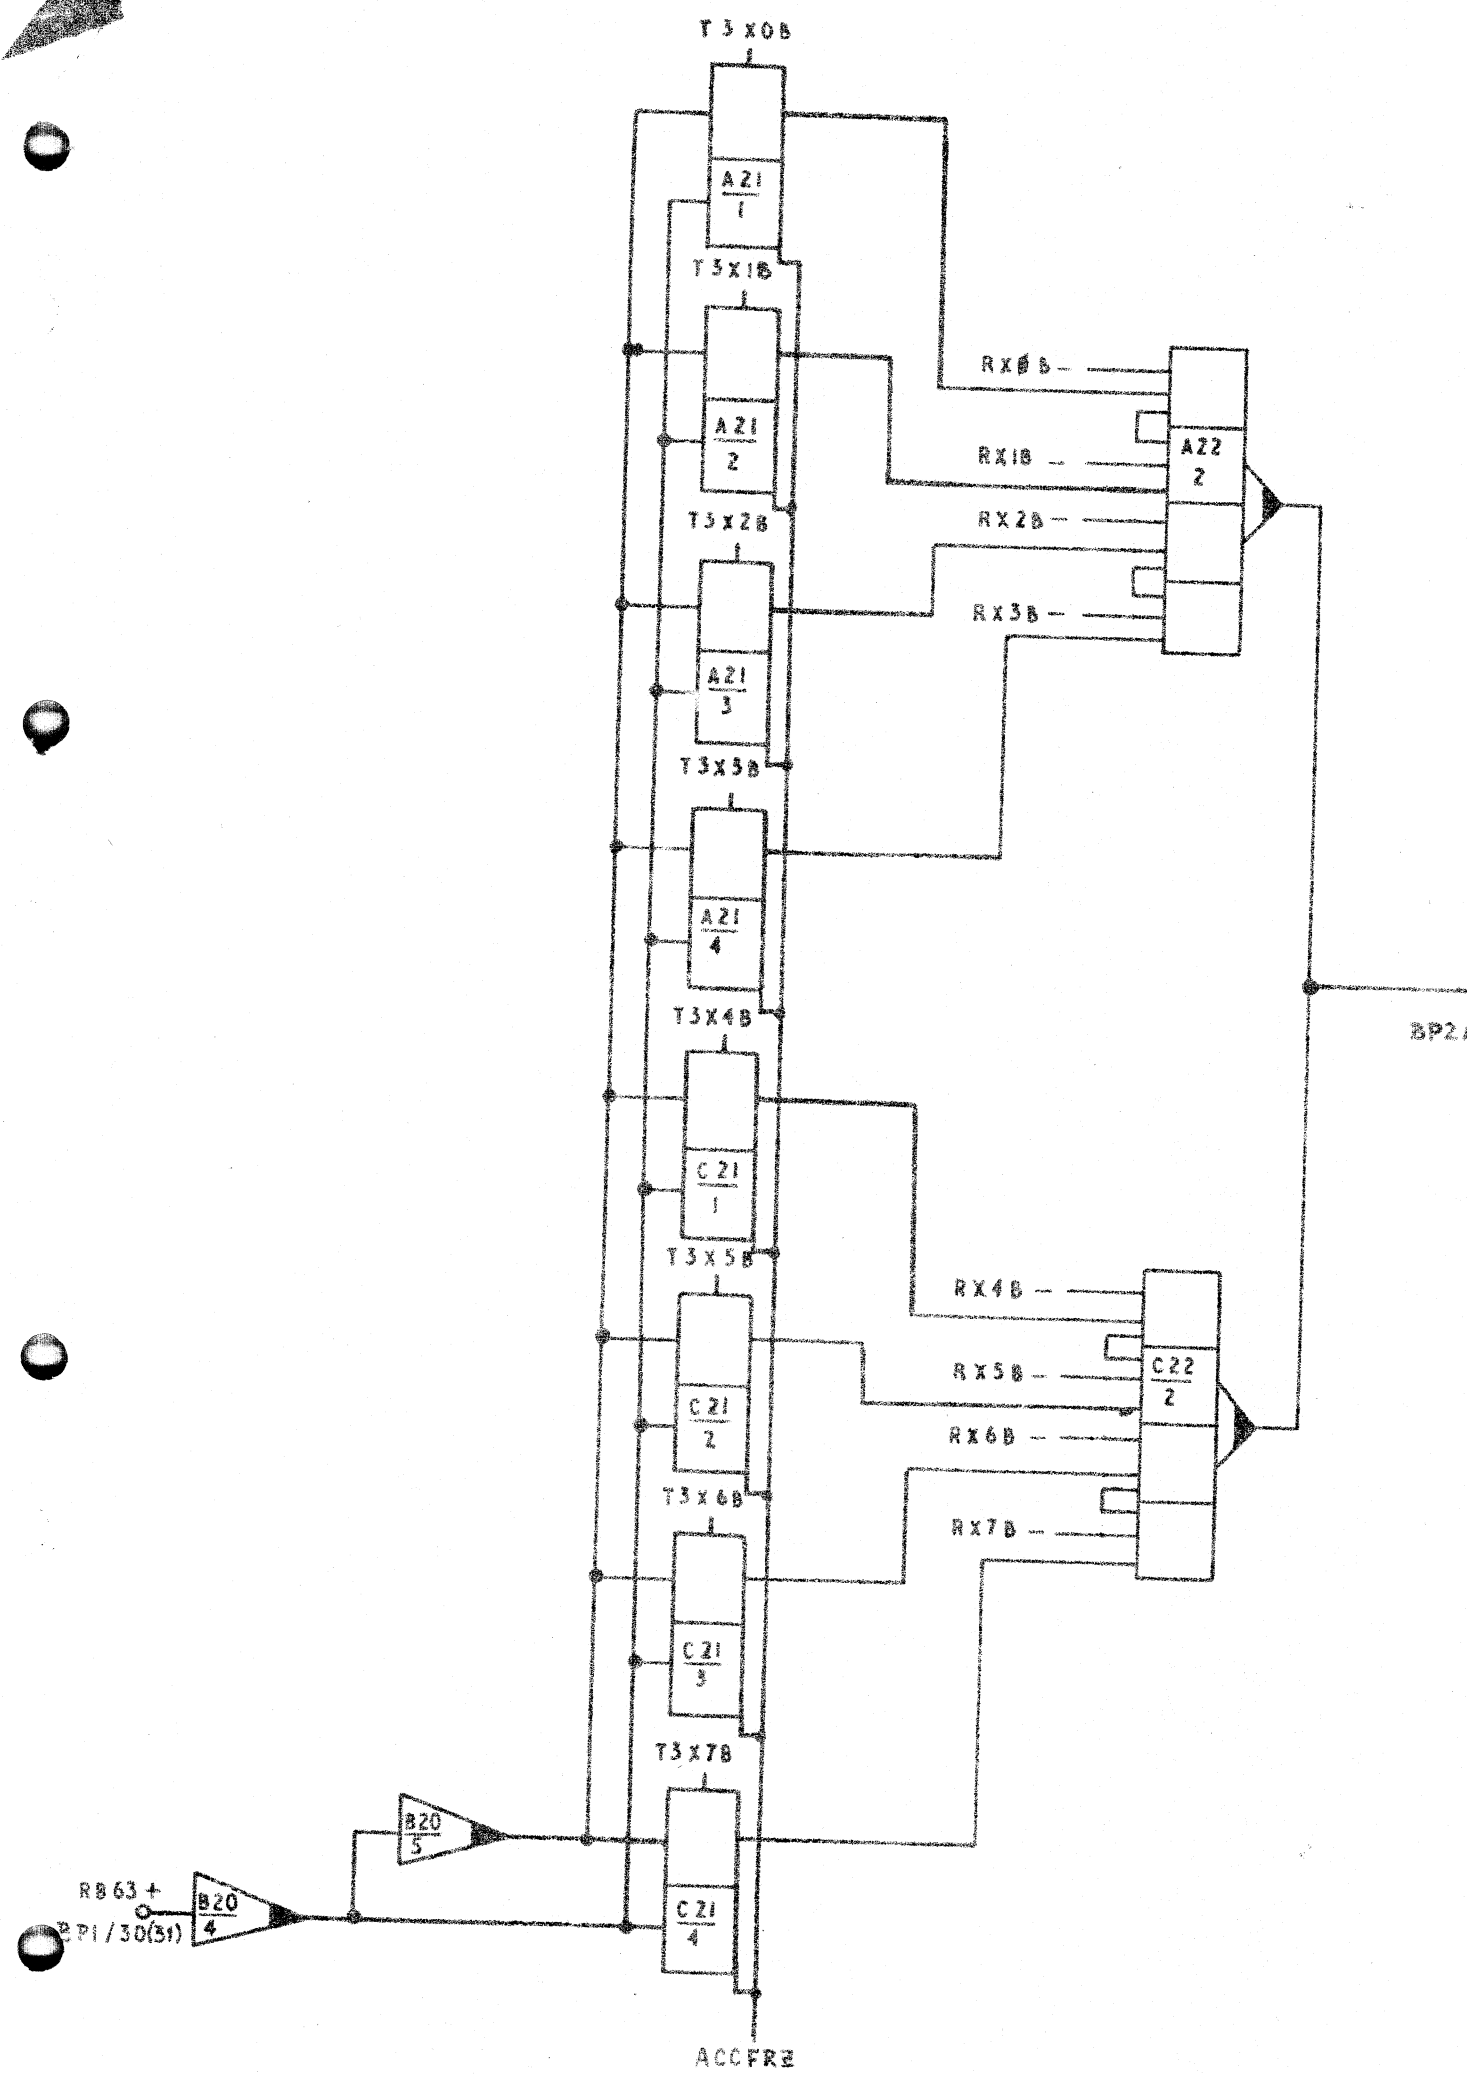 T3X0B
A21
1
T3X1B
A21
2
T3X2B
A21
3
T3X3B
A21
4
T3X4B
C21
1
T3X5B
C21
2
T3X6B
C21
3
T3X7B
C21
4
RXØB –
RX1B –
A22
2
RX2B –
RX3B –
BP2/
RX4B –
RX5B –
C22
2
RX6B –
RX7B –
B20
5
RB63+
B20
4
BP1/30(31)